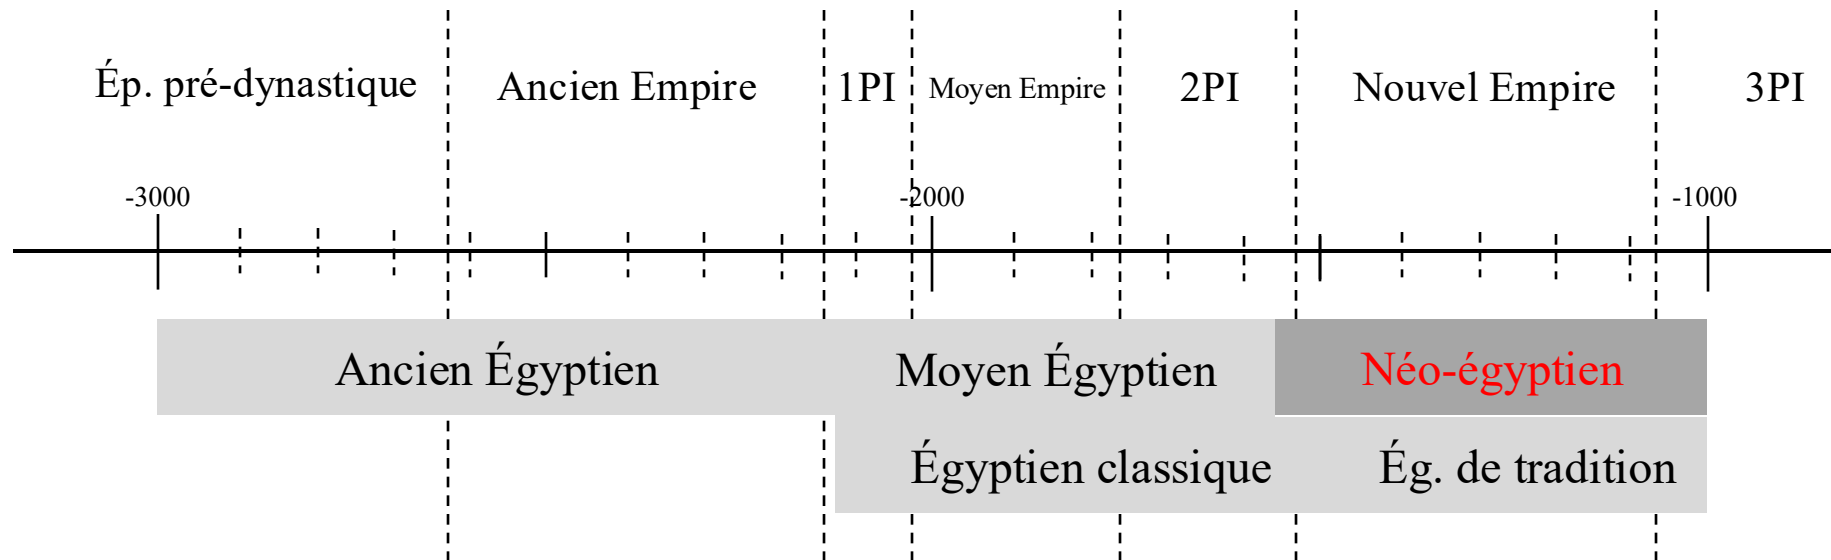 Ép. pré-dynastique Ancien Empire 1PI Moyen Empire 2PI Nouvel Empire 3PI
-3000 -2000 -1000
Ancien Égyptien Moyen Égyptien Néo-égyptien
Égyptien classique Ég. de tradition